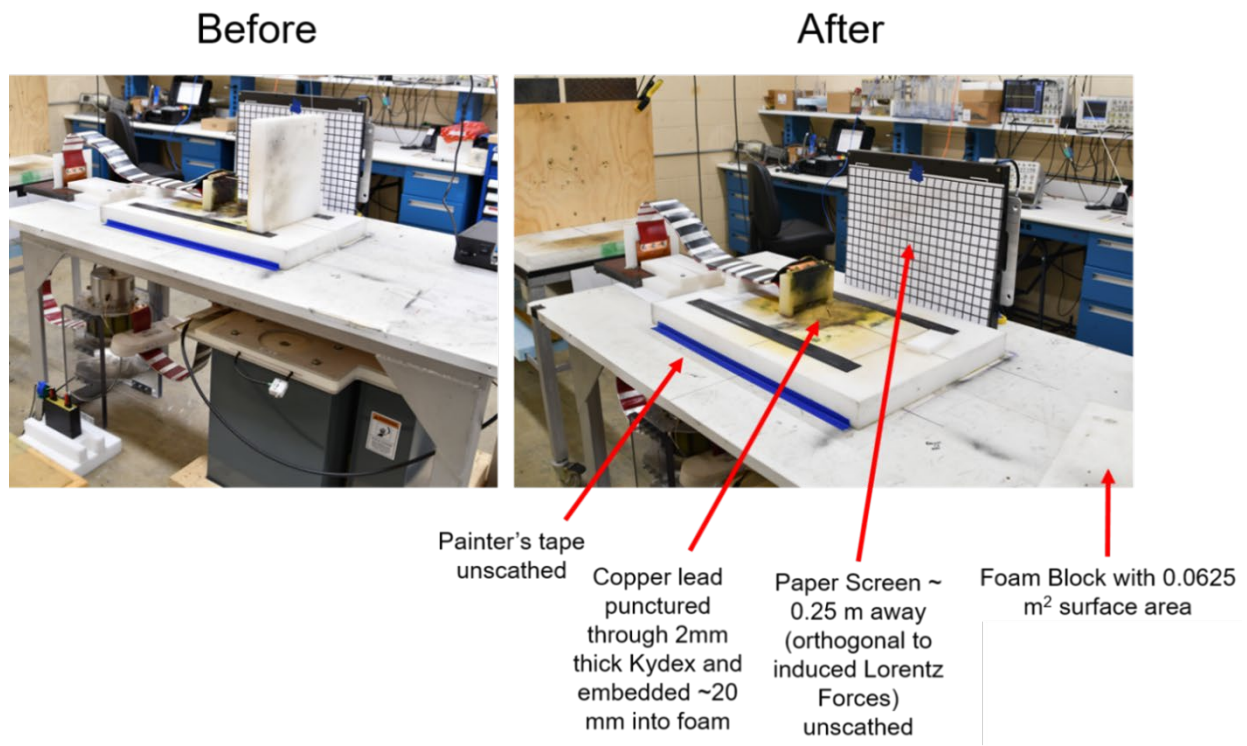 Before
After
Painter’s tape
unscathed
Copper lead
punctured
through 2mm
thick Kydex and
embedded ~20
mm into foam
Paper Screen ~
0.25 m away
(orthogonal to
induced Lorentz
Forces)
unscathed
Foam Block with 0.0625
m² surface area